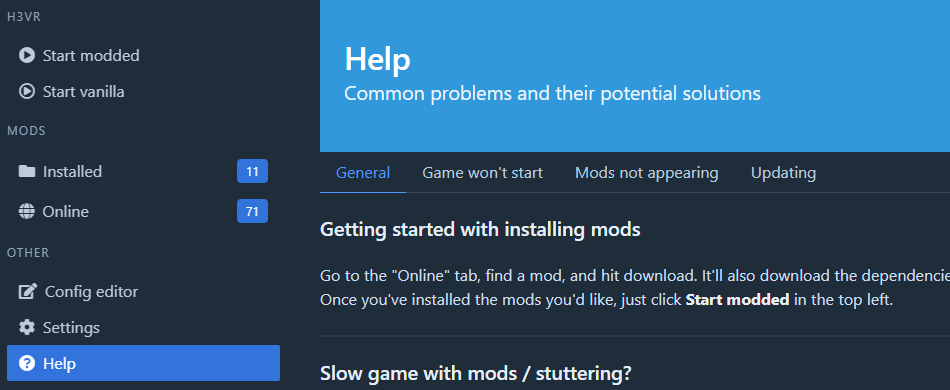 H3VR
Start modded
Start vanilla
MODS
Installed 11
Online 71
OTHER
Config editor
Settings
Help
Help
Common problems and their potential solutions
General Game won't start Mods not appearing Updating
Getting started with installing mods
Go to the "Online" tab, find a mod, and hit download. It'll also download the
Once you've installed the mods you'd like, just click Start modded in the top left.
Slow game with mods / stuttering?